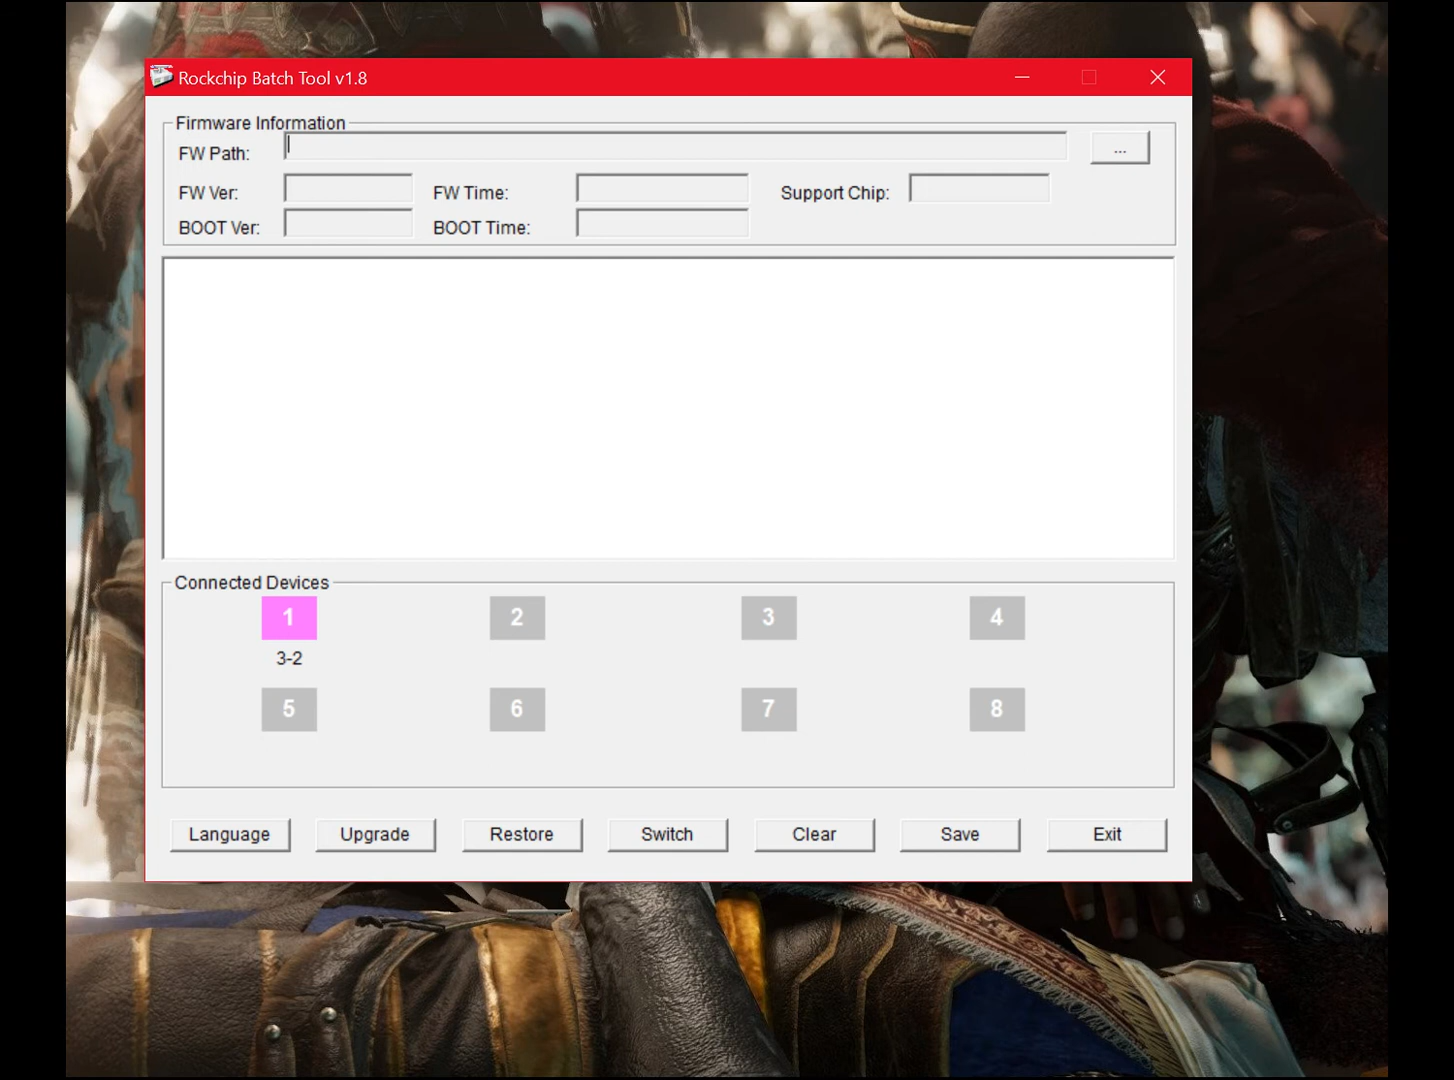 Rockchip Batch Tool v1.8
Firmware Information
FW Path:
...
FW Ver: FW Time: Support Chip:
BOOT Ver: BOOT Time:
Connected Devices
1 2 3 4
3-2
5 6 7 8
Language Upgrade Restore Switch Clear Save Exit